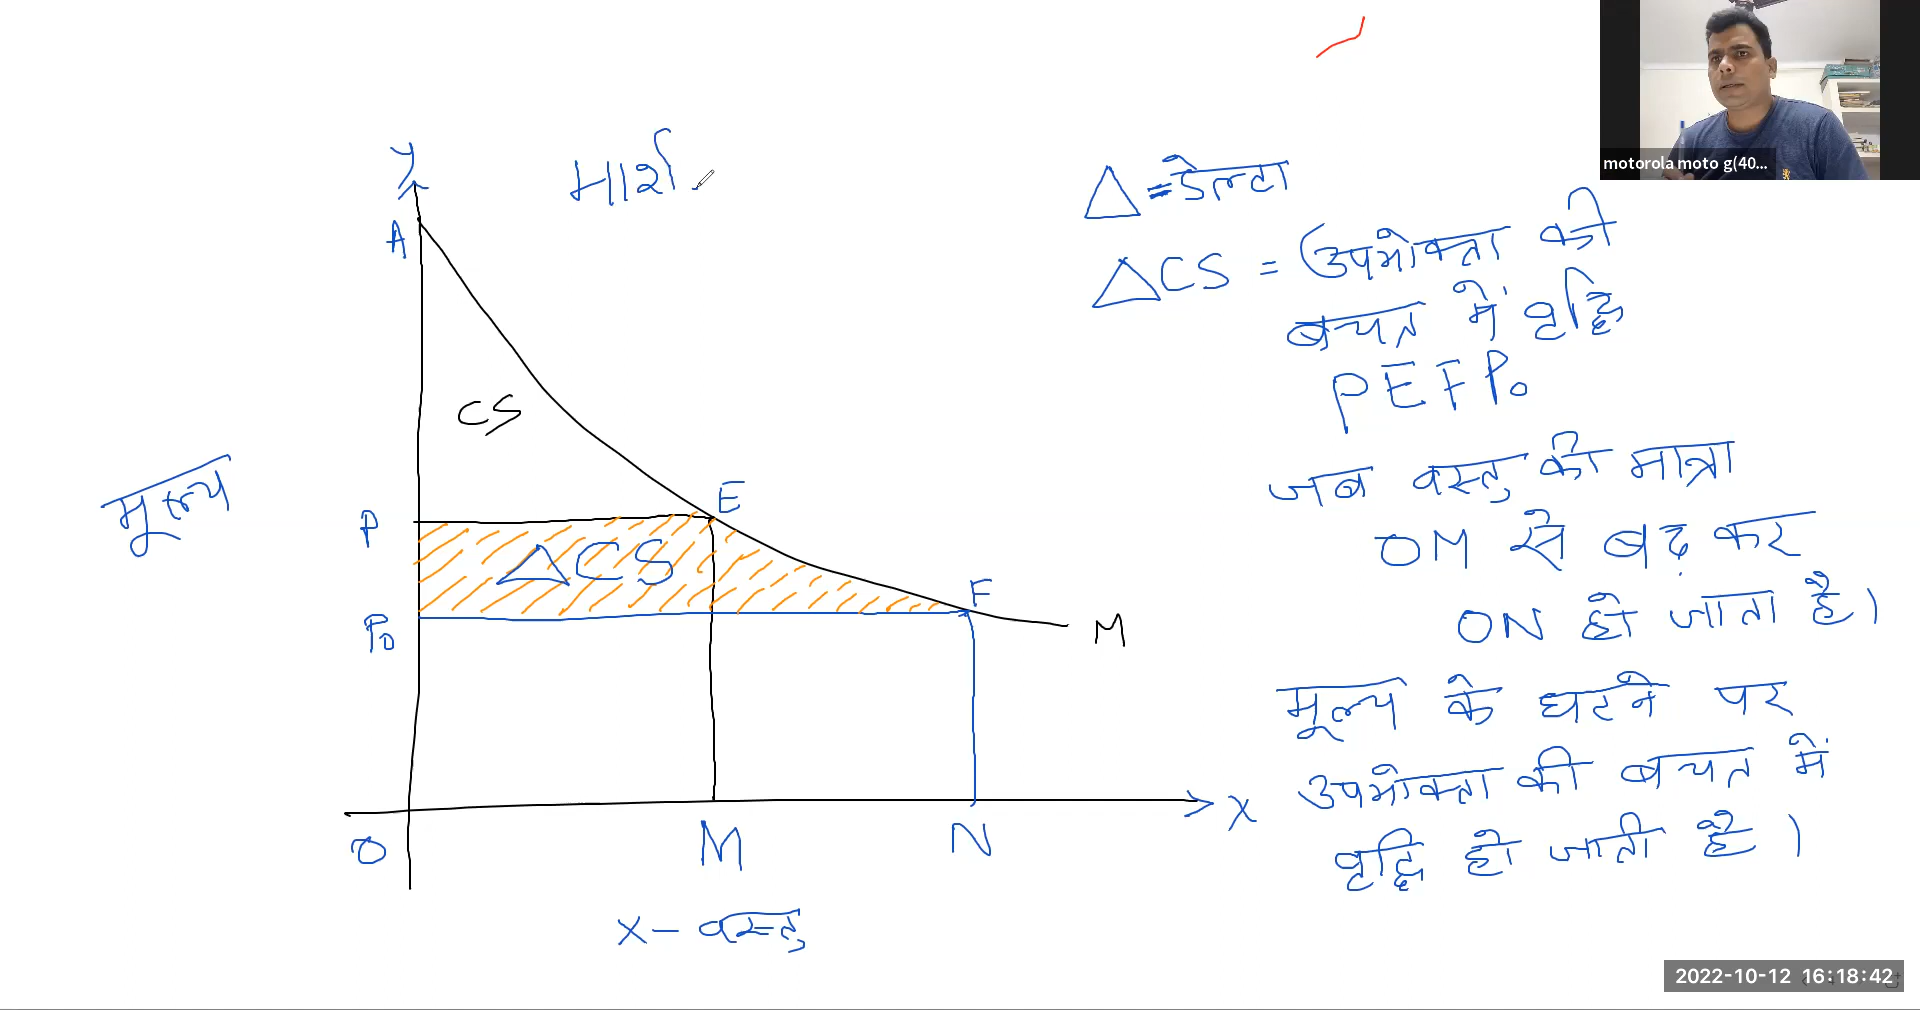 motorola moto g(40...
y
मार्श
A
CS
मूल्य
P
E
ΔCS
P₀
F
M
O
M
N
X
X – वस्तु
Δ = डेल्टा
ΔCS = उपभोक्ता की
बचत में वृद्धि
PEFP₀
जब वस्तु की मात्रा
OM से बढ़ कर
ON हो जाता है।
मूल्य के घटने पर
उपभोक्ता की बचत में
वृद्धि हो जाती है।
2022-10-12 16:18:42